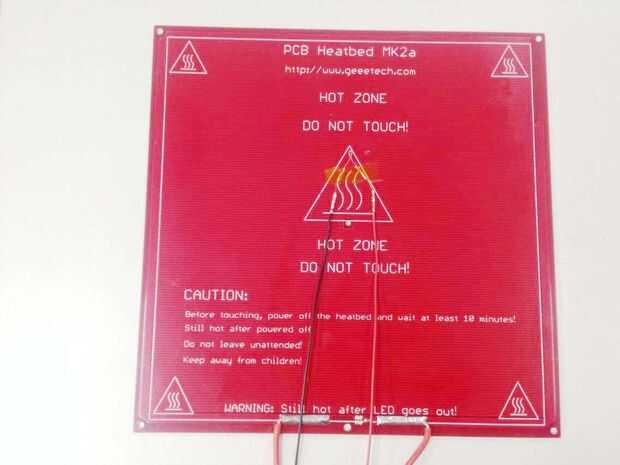 PCB Heatbed MK2a
http://www.geeetech.com
HOT ZONE
DO NOT TOUCH!
HOT ZONE
DO NOT TOUCH!
CAUTION:
Before touching, power off the heatbed and wait at least 10 minutes!
Still hot after powered off
Do not leave unattended!
Keep away from children!
WARNING: Still hot after LED goes out!